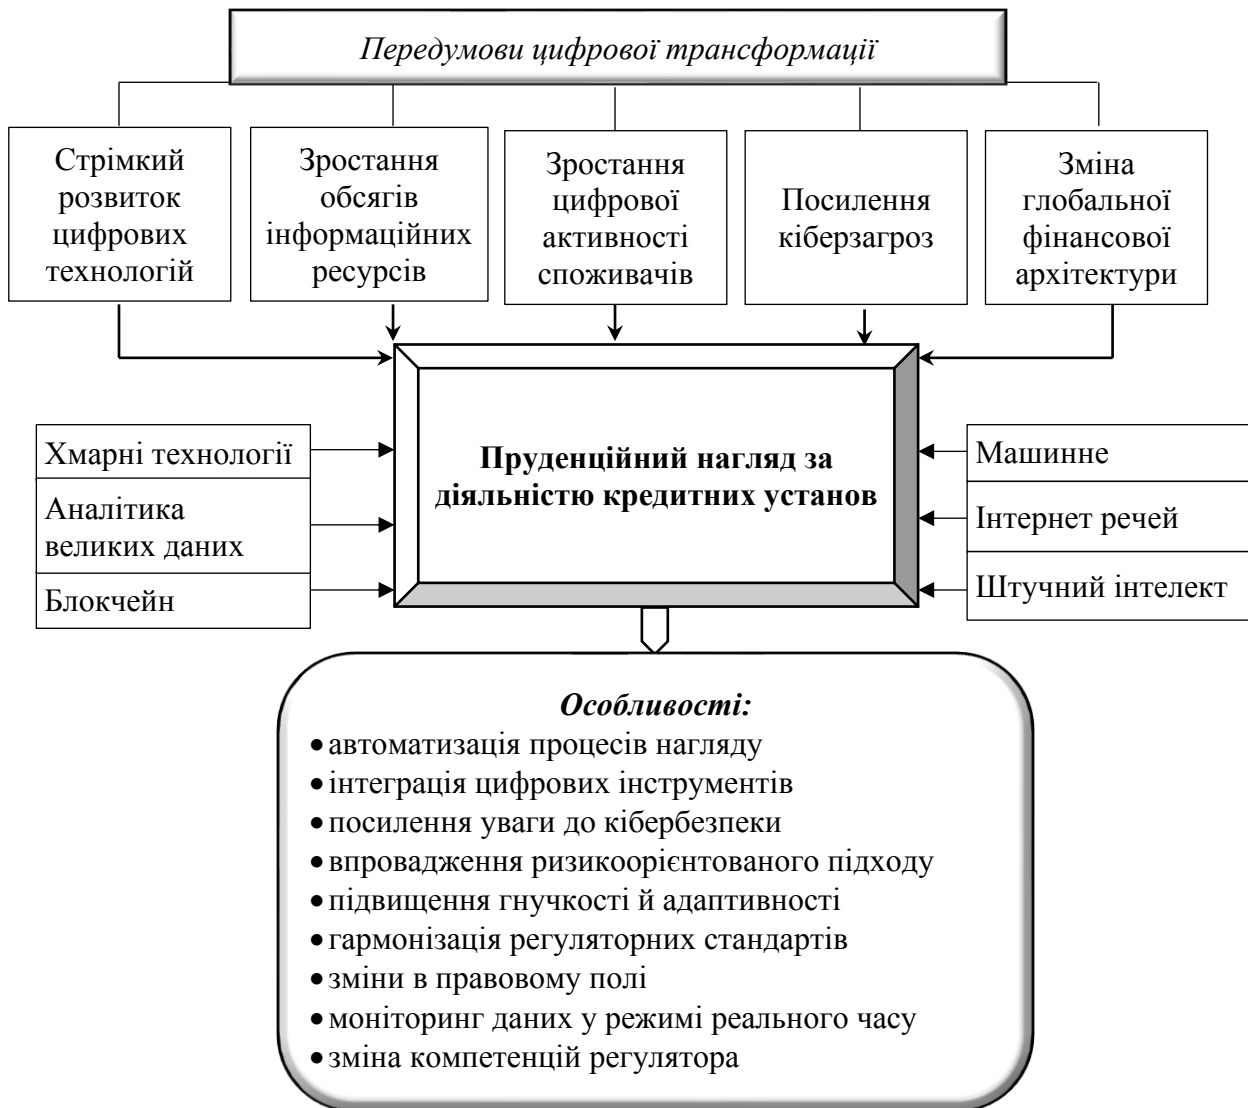 Передумови цифрової трансформації
Стрімкий
розвиток
цифрових
технологій
Зростання
обсягів
інформаційних
ресурсів
Зростання
цифрової
активності
споживачів
Посилення
кіберзагроз
Зміна
глобальної
фінансової
архітектури
Хмарні технології
Аналітика
великих даних
Блокчейн
Пруденційний нагляд за
діяльністю кредитних установ
Машинне
Інтернет речей
Штучний інтелект
Особливості:
• автоматизація процесів нагляду
• інтеграція цифрових інструментів
• посилення уваги до кібербезпеки
• впровадження ризикоорієнтованого підходу
• підвищення гнучкості й адаптивності
• гармонізація регуляторних стандартів
• зміни в правовому полі
• моніторинг даних у режимі реального часу
• зміна компетенцій регулятора